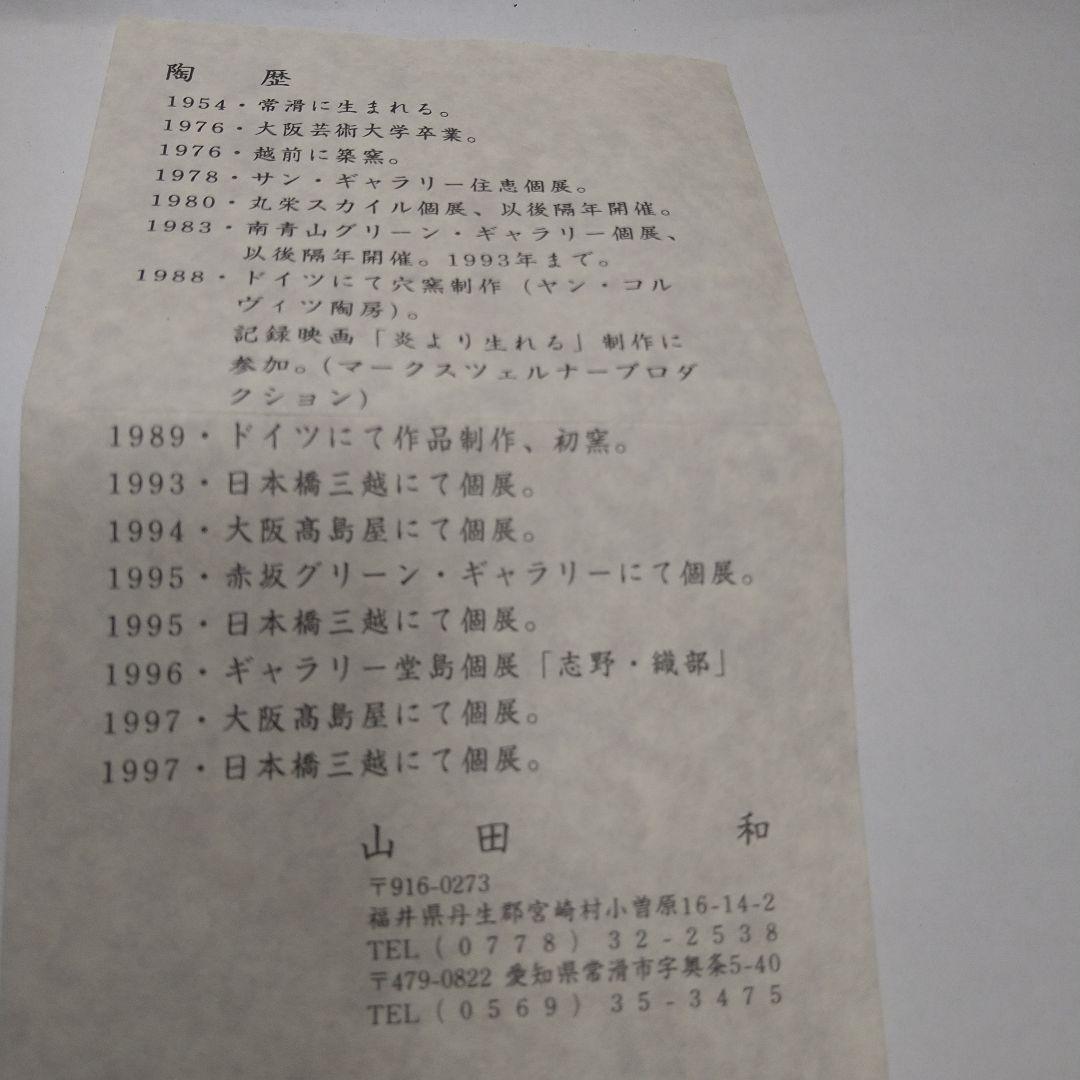 陶 歴
1954・常滑に生まれる。
1976・大阪芸術大学卒業。
1976・越前に築窯。
1978・サン・ギャラリー住恵個展。
1980・丸栄スカイル個展、以後隔年開催。
1983・南青山グリーン・ギャラリー個展、
以後隔年開催。1993年まで。
1988・ドイツにて穴窯制作(ヤン・コル
ヴィツ陶房)。
記録映画「炎より生れる」制作に
参加。(マークスツェルナープロダ
クション)
1989・ドイツにて作品制作、初窯。
1993・日本橋三越にて個展。
1994・大阪髙島屋にて個展。
1995・赤坂グリーン・ギャラリーにて個展。
1995・日本橋三越にて個展。
1996・ギャラリー堂島個展「志野・織部」
1997・大阪髙島屋にて個展。
1997・日本橋三越にて個展。
山 田 和
〒916-0273
福井県丹生郡宮崎村小曽原16-14-2
TEL(0778)32-2538
〒479-0822 愛知県常滑市字奥条5-40
TEL(0569)35-3475